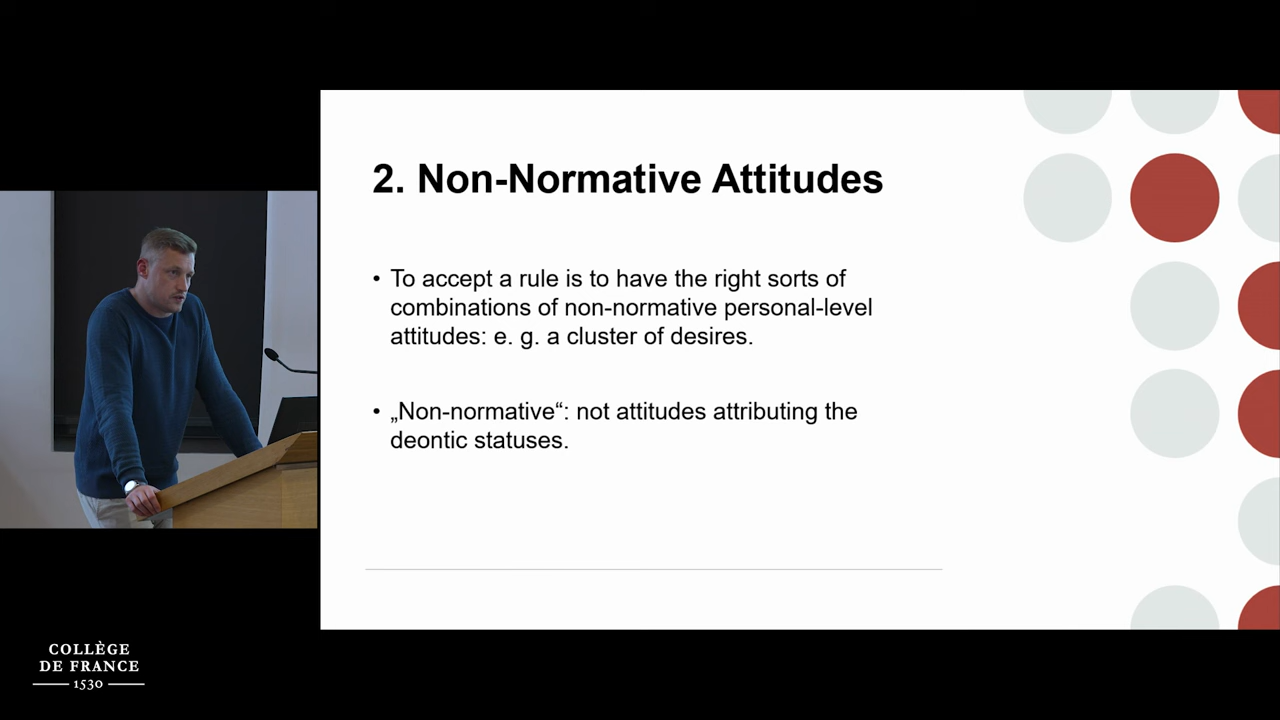 2. Non-Normative Attitudes
• To accept a rule is to have the right sorts of
combinations of non-normative personal-level
attitudes: e. g. a cluster of desires.
• „Non-normative“: not attitudes attributing the
deontic statuses.
COLLÈGE
DE FRANCE
1530